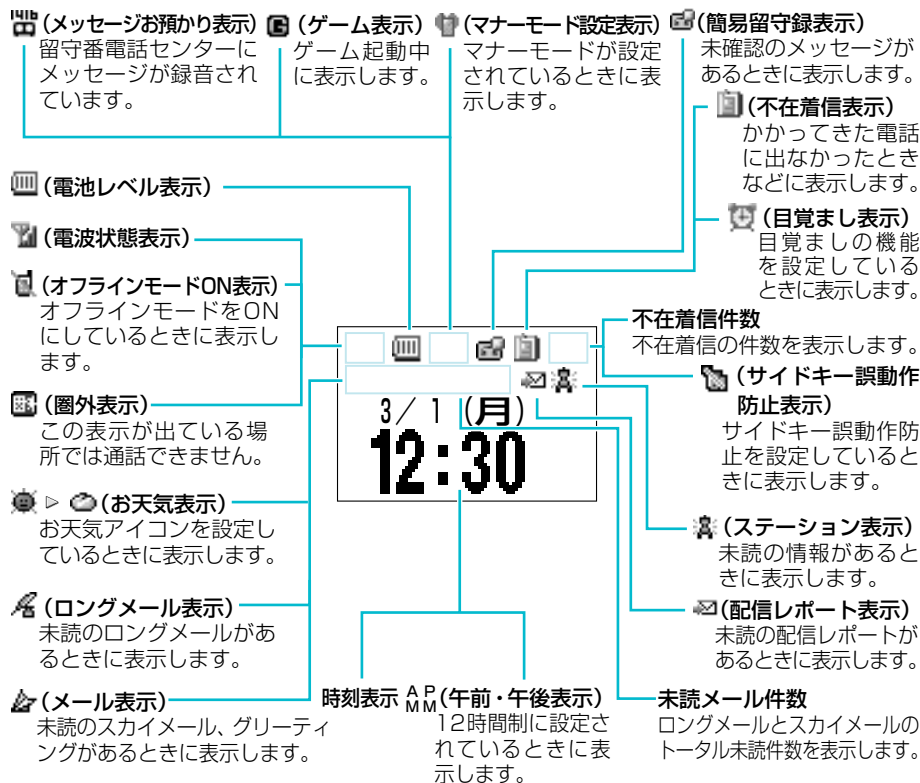 (メッセージお預かり表示)
留守番電話センターに
メッセージが録音され
ています。
(ゲーム表示)
ゲーム起動中
に表示します。
(マナーモード設定表示)
マナーモードが設定
されているときに表
示します。
(簡易留守録表示)
未確認のメッセージが
あるときに表示します。
(不在着信表示)
かかってきた電話
に出なかったとき
などに表示します。
(目覚まし表示)
目覚ましの機能
を設定している
ときに表示します。
(電池レベル表示)
(電波状態表示)
(オフラインモードON表示)
オフラインモードをON
にしているときに表示し
ます。
(圏外表示)
この表示が出ている場
所では通話できません。
(お天気表示)
お天気アイコンを設定し
ているときに表示します。
(ロングメール表示)
未読のロングメールがあ
るときに表示します。
(メール表示)
未読のスカイメール、グリーティ
ングがあるときに表示します。
3/ 1 (月)
12:30
時刻表示
AM PM(午前・午後表示)
12時間制に設定さ
れているときに表
示します。
不在着信件数
不在着信の件数を表示します。
(サイドキー誤動作
防止表示)
サイドキー誤動作防
止を設定していると
きに表示します。
(ステーション表示)
未読の情報があると
きに表示します。
(配信レポート表示)
未読の配信レポートが
あるときに表示します。
未読メール件数
ロングメールとスカイメールの
トータル未読件数を表示します。